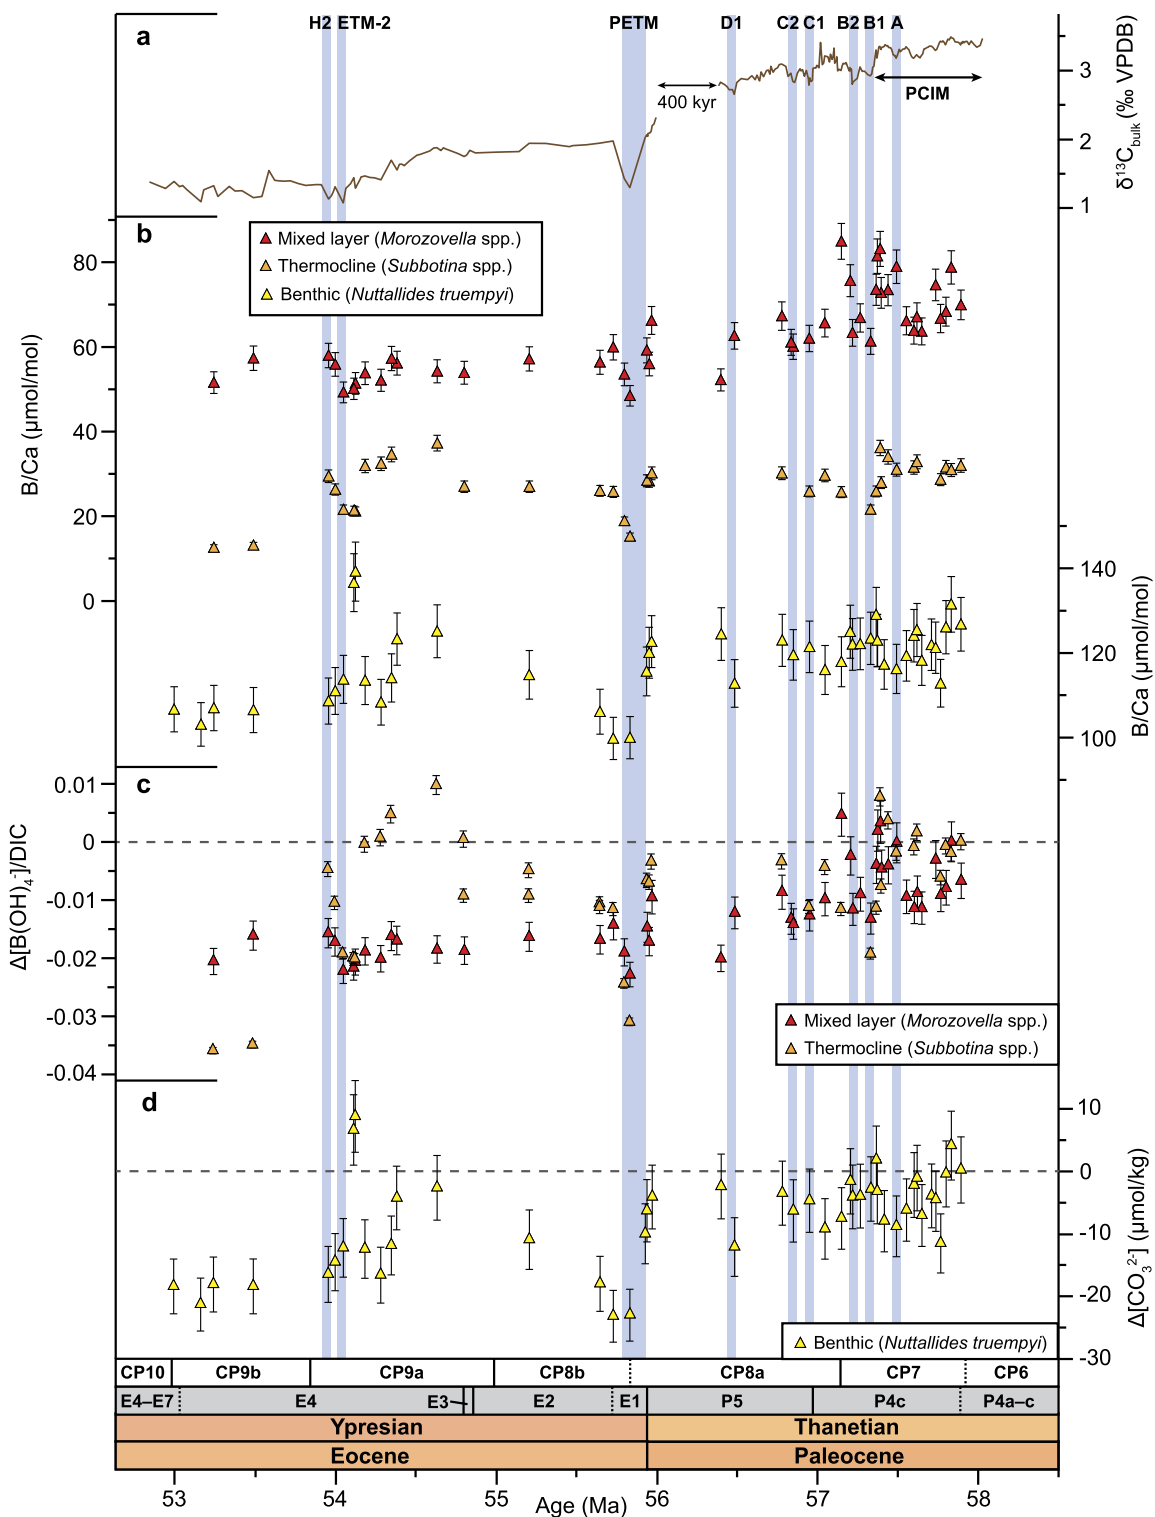 H2 ETM-2 PETM D1 C2 C1 B2 B1 A
a
3
2
1
δ¹³C_bulk (‰ VPDB)
400 kyr
PCIM
b
Mixed layer (Morozovella spp.)
Thermocline (Subbotina spp.)
Benthic (Nuttallides truempyi)
80
60
40
20
0
B/Ca (μmol/mol)
140
120
100
B/Ca (μmol/mol)
c
0.01
0
-0.01
-0.02
-0.03
-0.04
Δ[B(OH)₄⁻]/DIC
Mixed layer (Morozovella spp.)
Thermocline (Subbotina spp.)
d
10
0
-10
-20
-30
Δ[CO₃²⁻] (μmol/kg)
Benthic (Nuttallides truempyi)
CP10 CP9b CP9a CP8b CP8a CP7 CP6
E4–E7 E4 E3 E2 E1 P5 P4c P4a–c
Ypresian Thanetian
Eocene Paleocene
53 54 55 56 57 58
Age (Ma)